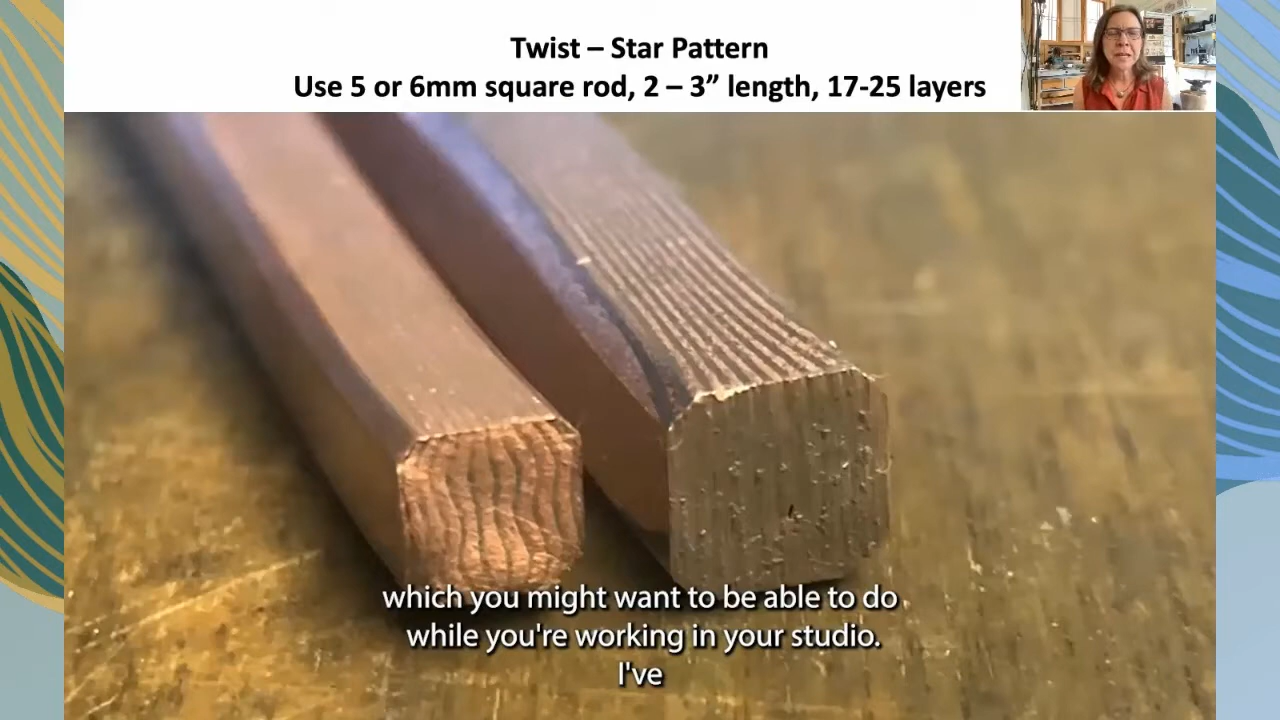 Twist – Star Pattern
Use 5 or 6mm square rod, 2 – 3” length, 17-25 layers
which you might want to be able to do
while you're working in your studio.
I've